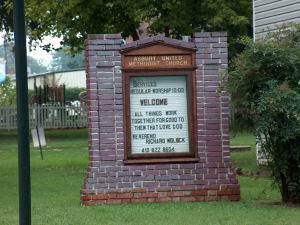 ASBURY UNITED
METHODIST CHURCH
SERVICES
REGULAR WORSHIP 10:00
WELCOME
ALL THINGS WORK
TOGETHER FOR GOOD TO
THEM THAT LOVE GOD
REVEREND
RICHARD MOLOCK
410 822 8654